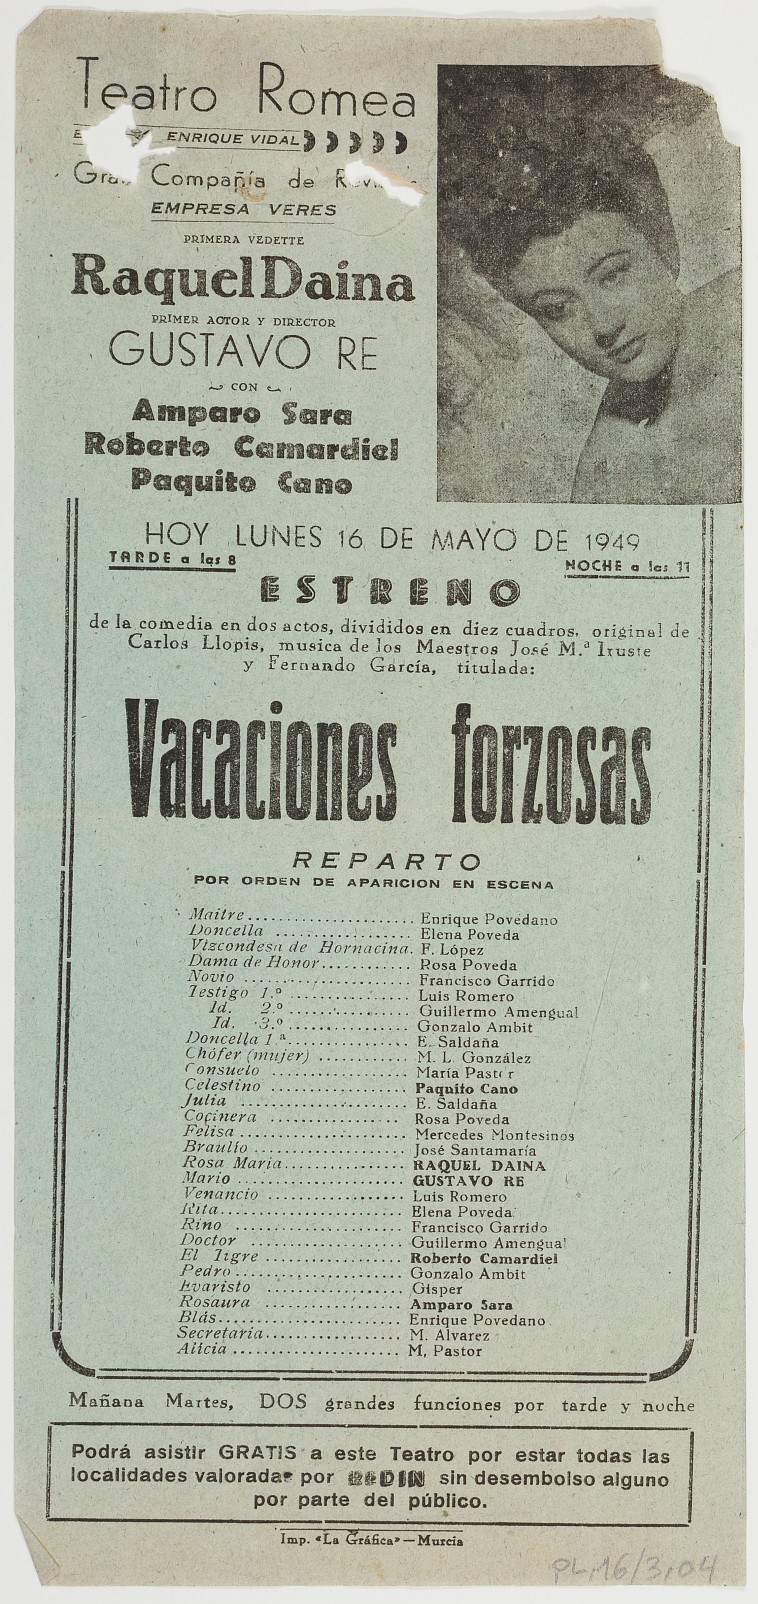 Teatro Romea
ENRIQUE VIDAL
Compañía de
EMPRESA VERES
PRIMERA VEDETTE
Raquel Daina
PRIMER ACTOR Y DIRECTOR
GUSTAVO RE
CON
Amparo Sara
Roberto Camardiel
Paquito Cano
HOY LUNES 16 DE MAYO DE 1949
TARDE a las 8 NOCHE a las 11
ESTRENO
de la comedia en dos actos, divididos en diez cuadros, original de
Carlos Llopis, musica de los Maestros José M.ª Iruste
y Fernando García, titulada:
Vacaciones forzosas
REPARTO
POR ORDEN DE APARICION EN ESCENA
Maitre ...................... Enrique Povedano
Doncella .................. Elena Poveda
Vizcondesa de Hornacina. F. López
Dama de Honor............ Rosa Poveda
Novio ...................... Francisco Garrido
Testigo 1.º ................ Luis Romero
Id. 2.º ................ Guillermo Amengual
Id. 3.º ................ Gonzalo Ambit
Doncella 1.ª................ E. Saldaña
Chófer (mujer) ............ M. L. González
Consuelo .................. María Pastor
Celestino .................. Paquito Cano
Julia ...................... E. Saldaña
Cocinera .................. Rosa Poveda
Felisa ...................... Mercedes Montesinos
Braulio .................... José Santamaría
Rosa Maria................ RAQUEL DAINA
Mario ...................... GUSTAVO RE
Venancio .................. Luis Romero
Rita........................ Elena Poveda
Rino ...................... Francisco Garrido
Doctor .................... Guillermo Amengual
El Tigre .................. Roberto Camardiel
Pedro...................... Gonzalo Ambit
Evaristo .................. Gisper
Rosaura .................. Amparo Sara
Blás........................ Enrique Povedano
Secretaria.................. M. Alvarez
Alicia ...................... M, Pastor
Mañana Martes, DOS grandes funciones por tarde y noche
Podrá asistir GRATIS a este Teatro por estar todas las
localidades valoradas por sin desembolso alguno
por parte del público.
Imp. «La Gráfica»—Murcia
PL,16/3,04